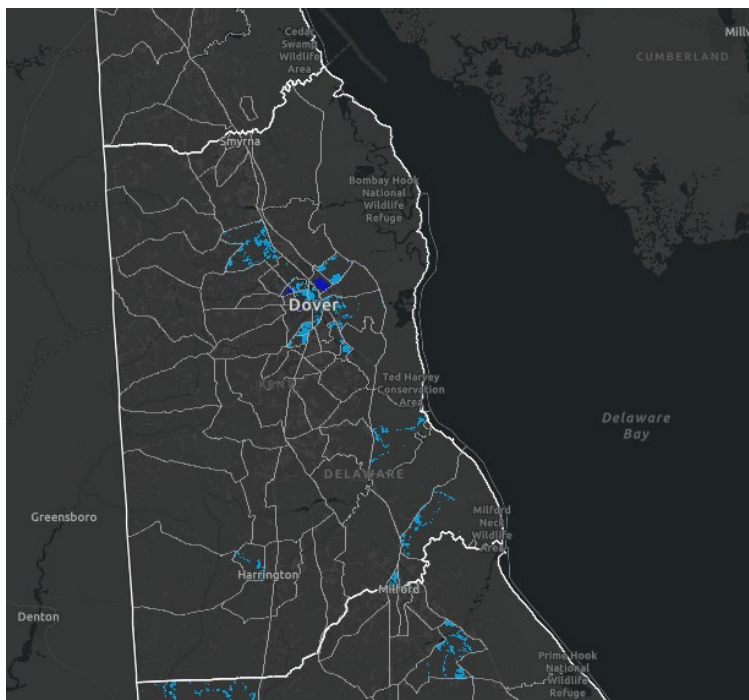 Cedar
Swamp
Wildlife
Area
Millv
CUMBERLAND
Smyrna
Bombay Hook
National
Wildlife
Refuge
Dover
KENT
Ted Harvey
Conservation
Area
Delaware
Bay
DELAWARE
Greensboro
Milford
Neck
Wildlife
Area
Harrington
Milford
Denton
Prime Hook
National
Wildlife
Refuge